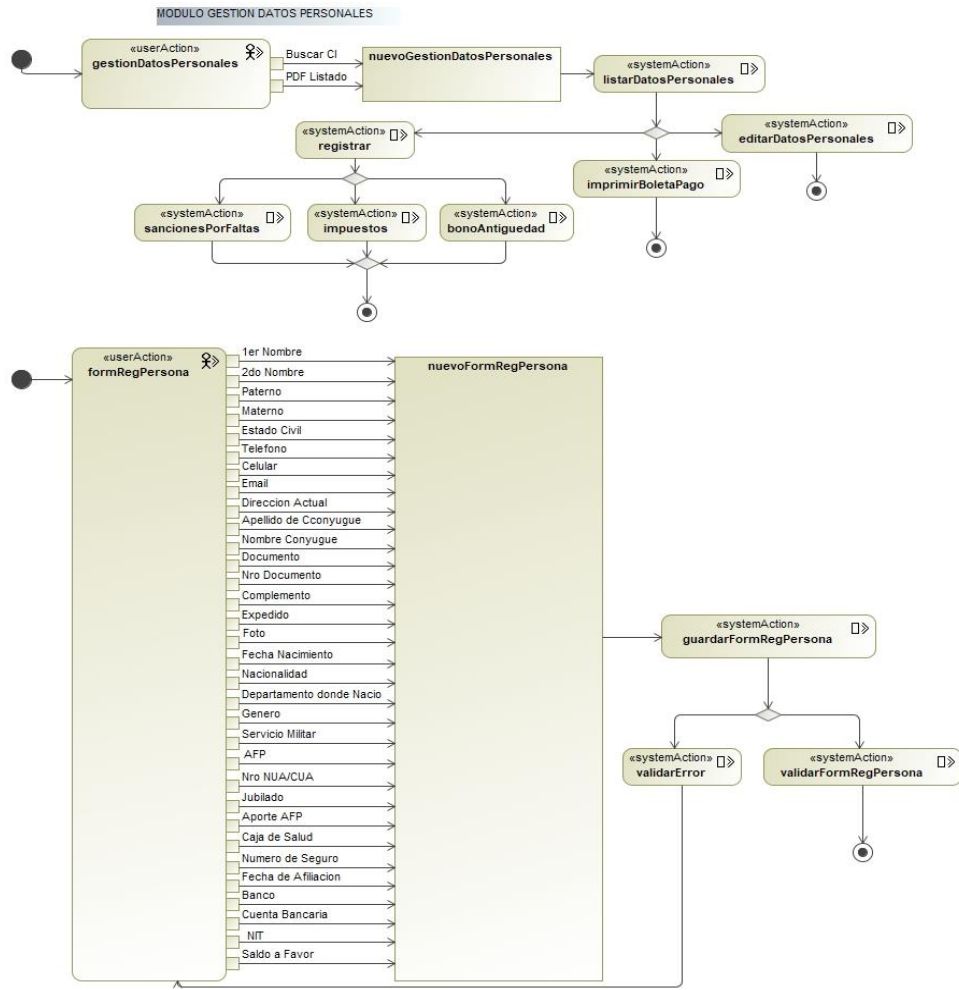 MODULO GESTION DATOS PERSONALES
«userAction»
gestionDatosPersonales
Buscar CI
PDF Listado
nuevoGestionDatosPersonales
«systemAction»
listarDatosPersonales
«systemAction»
registrar
«systemAction»
editarDatosPersonales
«systemAction»
imprimirBoletaPago
«systemAction»
sancionesPorFaltas
«systemAction»
impuestos
«systemAction»
bonoAntiguedad
«userAction»
formRegPersona
1er Nombre
2do Nombre
Paterno
Materno
Estado Civil
Telefono
Celular
Email
Direccion Actual
Apellido de Cconyugue
Nombre Conyugue
Documento
Nro Documento
Complemento
Expedido
Foto
Fecha Nacimiento
Nacionalidad
Departamento donde Nacio
Genero
Servicio Militar
AFP
Nro NUA/CUA
Jubilado
Aporte AFP
Caja de Salud
Numero de Seguro
Fecha de Afiliacion
Banco
Cuenta Bancaria
NIT
Saldo a Favor
nuevoFormRegPersona
«systemAction»
guardarFormRegPersona
«systemAction»
validarError
«systemAction»
validarFormRegPersona